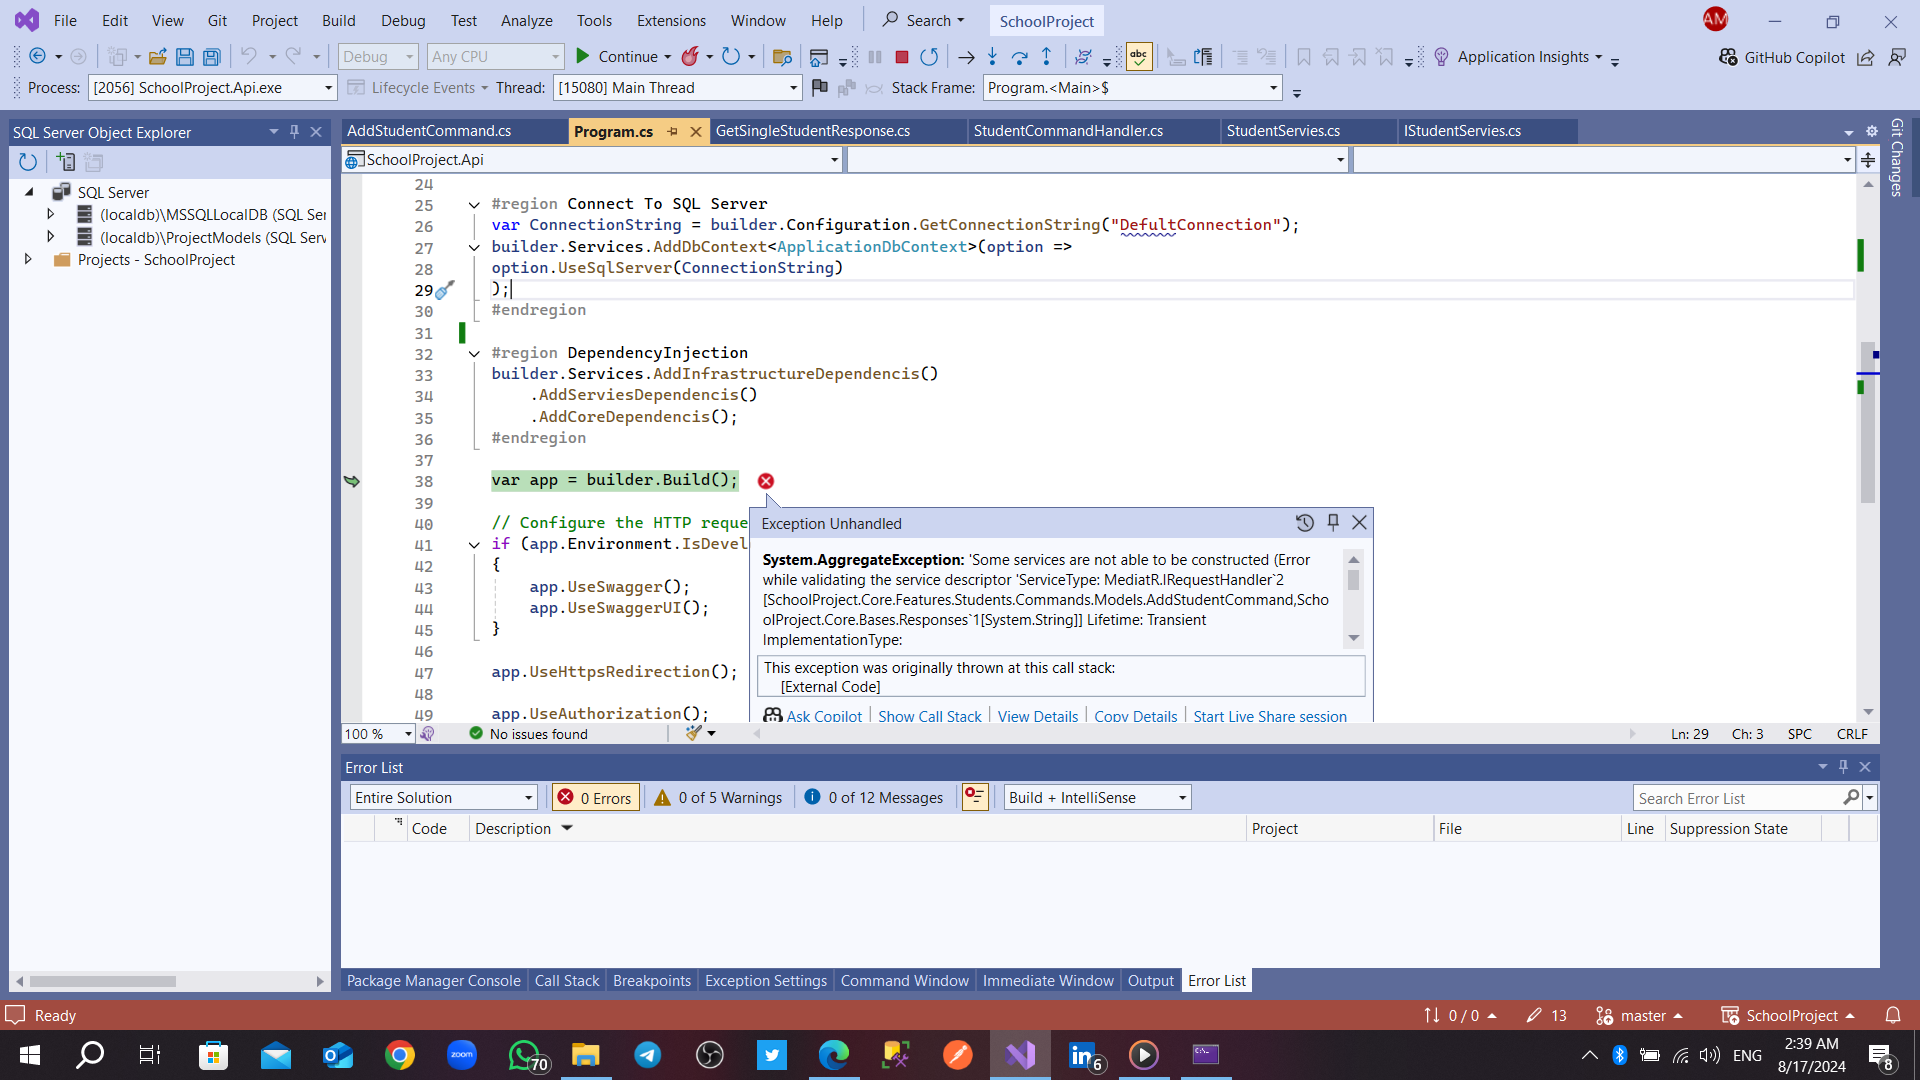 File Edit View Git Project Build Debug Test Analyze Tools Extensions Window Help Search SchoolProject AM
Debug Any CPU Continue abc Application Insights GitHub Copilot
Process: [2056] SchoolProject.Api.exe Lifecycle Events Thread: [15080] Main Thread Stack Frame: Program.<Main>$
SQL Server Object Explorer
SQL Server
(localdb)\MSSQLLocalDB (SQL Ser
(localdb)\ProjectModels (SQL Serv
Projects - SchoolProject
AddStudentCommand.cs Program.cs GetSingleStudentResponse.cs StudentCommandHandler.cs StudentServies.cs IStudentServies.cs
Git Changes
SchoolProject.Api
24
25 #region Connect To SQL Server
26 var ConnectionString = builder.Configuration.GetConnectionString("DefultConnection");
27 builder.Services.AddDbContext<ApplicationDbContext>(option =>
28 option.UseSqlServer(ConnectionString)
29 );
30 #endregion
31
32 #region DependencyInjection
33 builder.Services.AddInfrastructureDependencis()
34 .AddServiesDependencis()
35 .AddCoreDependencis();
36 #endregion
37
38 var app = builder.Build();
39
40 // Configure the HTTP reque
41 if (app.Environment.IsDevel
42 {
43 app.UseSwagger();
44 app.UseSwaggerUI();
45 }
46
47 app.UseHttpsRedirection();
48
49 app.UseAuthorization();
Exception Unhandled
System.AggregateException: 'Some services are not able to be constructed (Error
while validating the service descriptor 'ServiceType: MediatR.IRequestHandler`2
[SchoolProject.Core.Features.Students.Commands.Models.AddStudentCommand,Scho
olProject.Core.Bases.Responses`1[System.String]] Lifetime: Transient
ImplementationType:
This exception was originally thrown at this call stack:
[External Code]
Ask Copilot Show Call Stack View Details Copy Details Start Live Share session
100 % No issues found Ln: 29 Ch: 3 SPC CRLF
Error List
Entire Solution 0 Errors 0 of 5 Warnings 0 of 12 Messages Build + IntelliSense Search Error List
Code Description Project File Line Suppression State
Package Manager Console Call Stack Breakpoints Exception Settings Command Window Immediate Window Output Error List
Ready 0 / 0 13 master SchoolProject
zoom 70 6 ENG 2:39 AM
8/17/2024 8